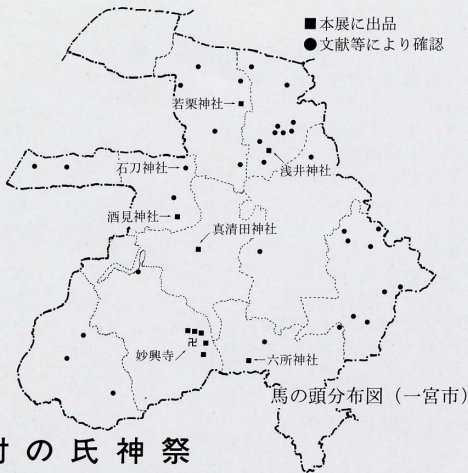 ■本展に出品
●文献等により確認
若栗神社
浅井神社
石刀神社
酒見神社
真清田神社
卍
妙興寺
六所神社
馬の頭分布図（一宮市）
村の氏神祭